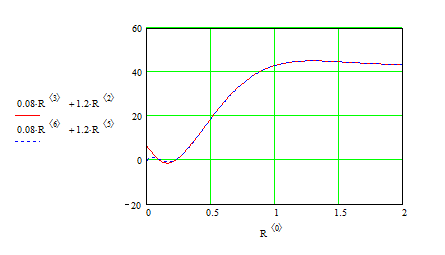 60
40
0.08·R ⟨3⟩ +1.2·R ⟨2⟩
20
0.08·R ⟨6⟩ +1.2·R ⟨5⟩
0
−20
0 0.5 1 1.5 2
R ⟨0⟩